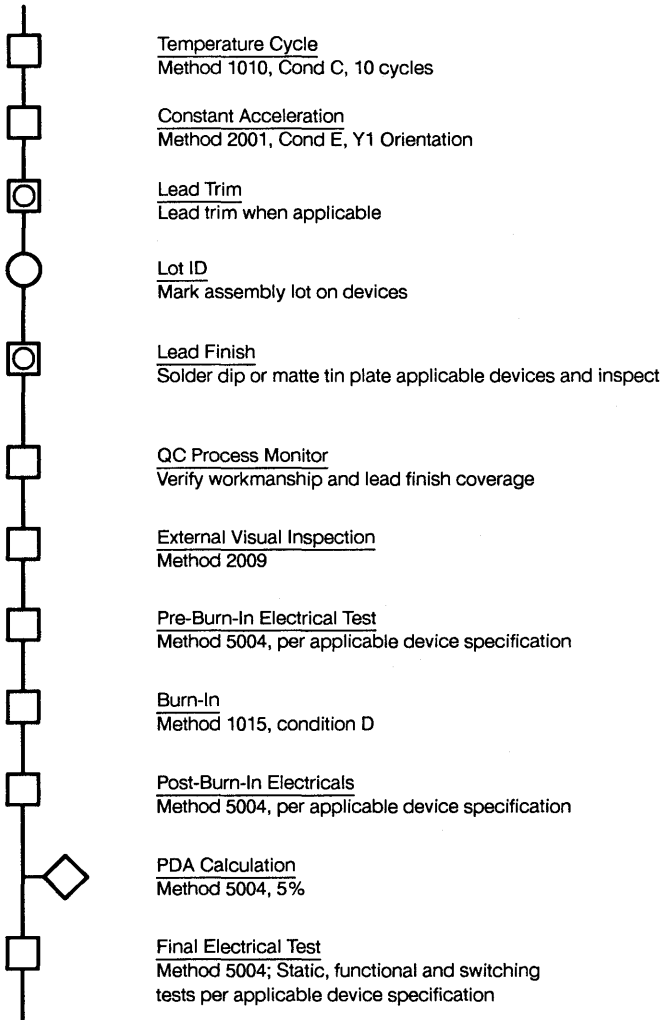 Temperature Cycle
Method 1010, Cond C, 10 cycles
Constant Acceleration
Method 2001, Cond E, Y1 Orientation
Lead Trim
Lead trim when applicable
Lot ID
Mark assembly lot on devices
Lead Finish
Solder dip or matte tin plate applicable devices and inspect
QC Process Monitor
Verify workmanship and lead finish coverage
External Visual Inspection
Method 2009
Pre-Burn-In Electrical Test
Method 5004, per applicable device specification
Burn-In
Method 1015, condition D
Post-Burn-In Electricals
Method 5004, per applicable device specification
PDA Calculation
Method 5004, 5%
Final Electrical Test
Method 5004; Static, functional and switching
tests per applicable device specification